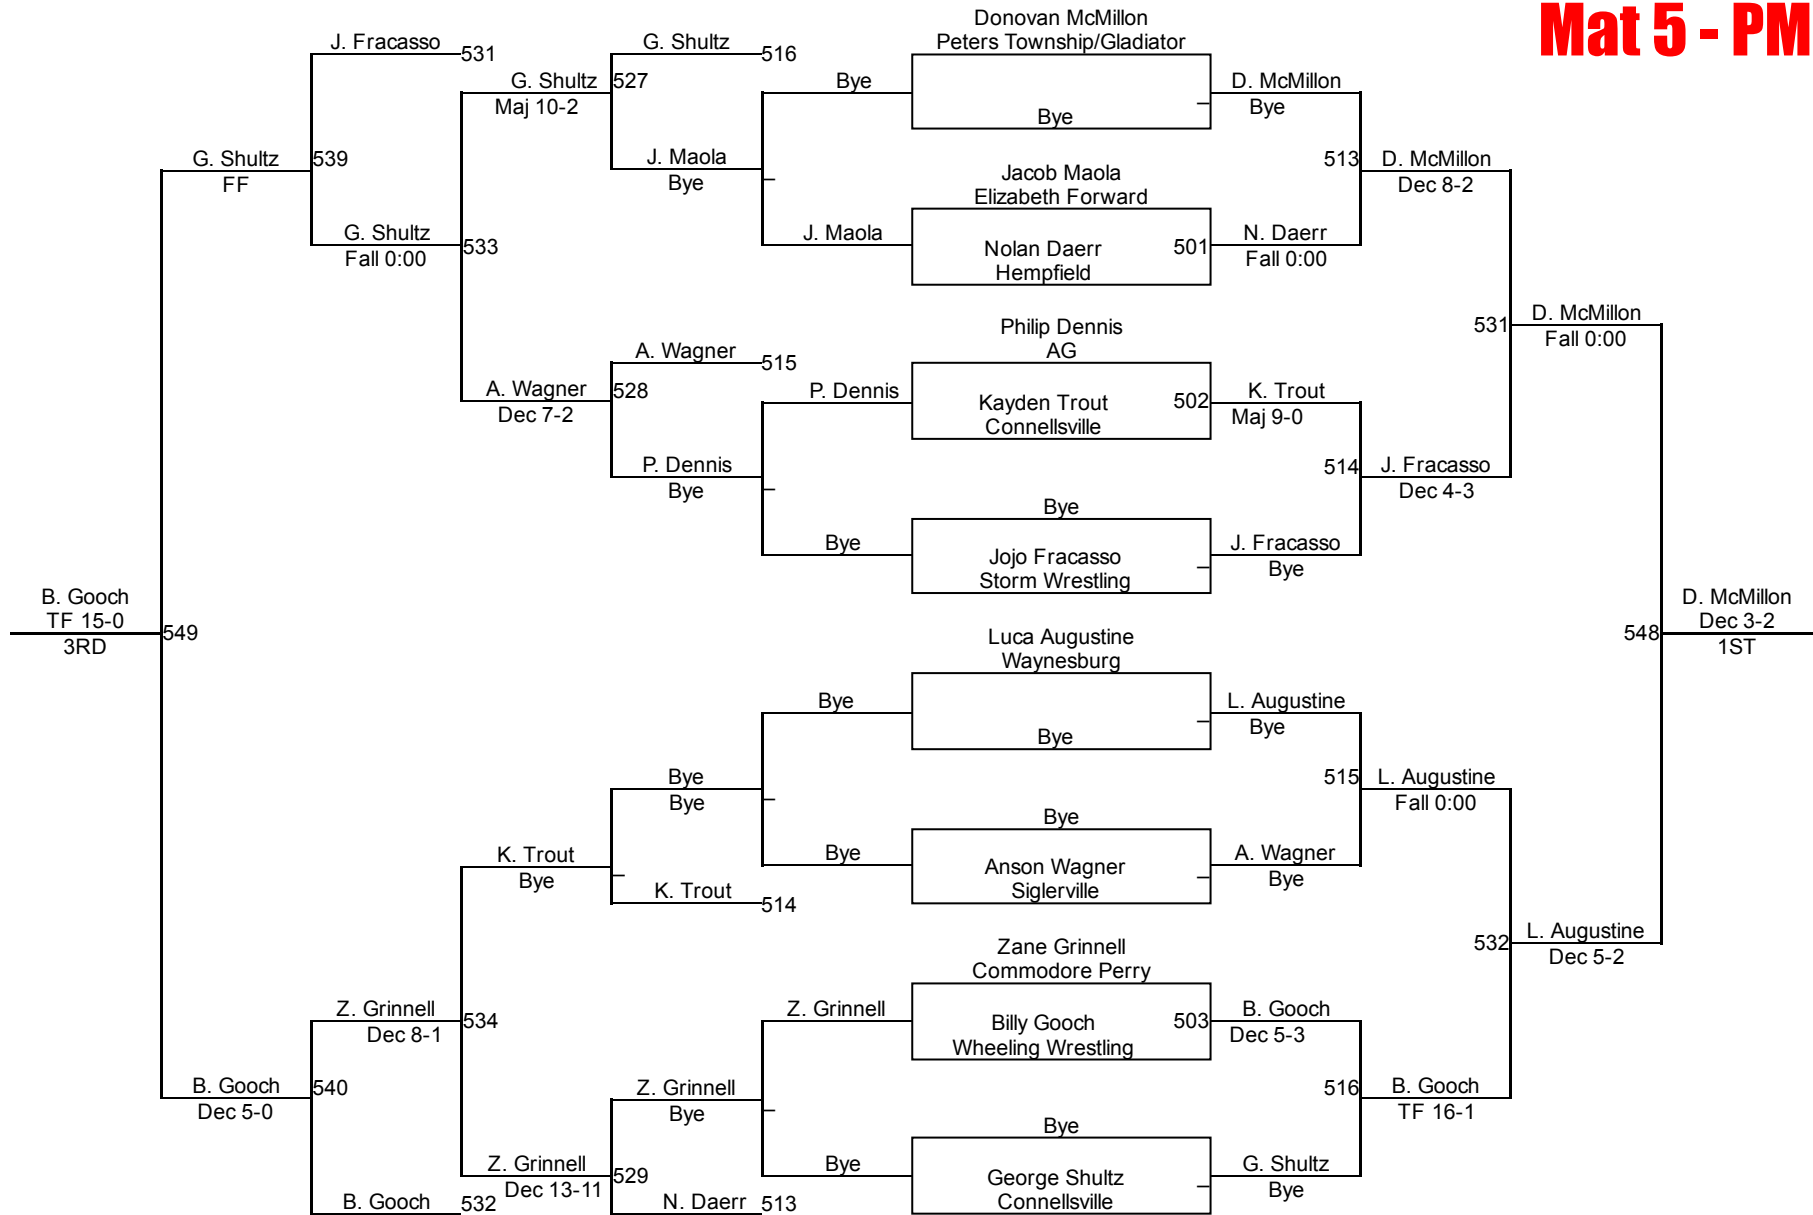 Mat 5 - PM
Donovan McMillon
Peters Township/Gladiator
J. Fracasso
531
G. Shultz
516
G. Shultz
527
Maj 10-2
Bye
D. McMillon
Bye
Bye
G. Shultz
539
FF
J. Maola
Bye
Jacob Maola
Elizabeth Forward
513
D. McMillon
Dec 8-2
G. Shultz
533
Fall 0:00
J. Maola
Nolan Daerr
Hempfield
501
N. Daerr
Fall 0:00
Philip Dennis
AG
531
D. McMillon
Fall 0:00
A. Wagner
515
A. Wagner
528
Dec 7-2
P. Dennis
Kayden Trout
Connellsville
502
K. Trout
Maj 9-0
P. Dennis
Bye
514
J. Fracasso
Dec 4-3
Bye
Bye
Jojo Fracasso
Storm Wrestling
J. Fracasso
Bye
B. Gooch
TF 15-0
3RD
549
Luca Augustine
Waynesburg
548
D. McMillon
Dec 3-2
1ST
Bye
Bye
L. Augustine
Bye
Bye
Bye
515
L. Augustine
Fall 0:00
Bye
K. Trout
Bye
Bye
Anson Wagner
Siglerville
A. Wagner
Bye
K. Trout
514
Zane Grinnell
Commodore Perry
532
L. Augustine
Dec 5-2
Z. Grinnell
534
Dec 8-1
Z. Grinnell
Billy Gooch
Wheeling Wrestling
503
B. Gooch
Dec 5-3
B. Gooch
540
Dec 5-0
Z. Grinnell
Bye
516
B. Gooch
TF 16-1
Bye
Z. Grinnell
529
Dec 13-11
Bye
George Shultz
Connellsville
G. Shultz
Bye
B. Gooch
532
N. Daerr
513